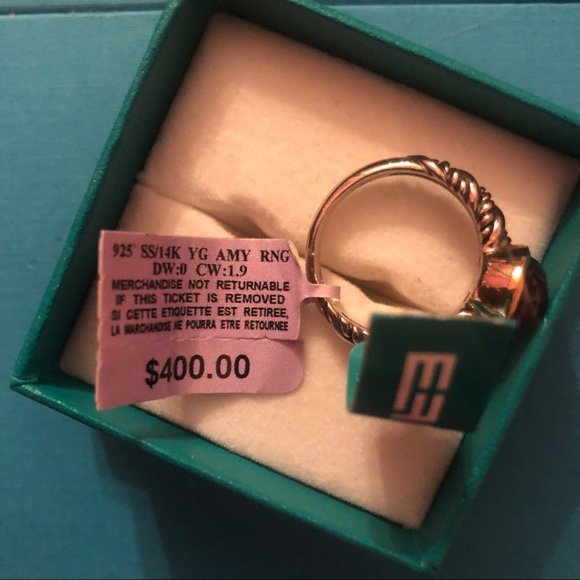 925 SS/14K YG AMY RNG
DW:0 CW:1.9
MERCHANDISE NOT RETURNABLE
IF THIS TICKET IS REMOVED
SI CETTE ETIQUETTE EST RETIREE,
LA MARCHANDISE NE POURRA ETRE RETOURNEE
$400.00